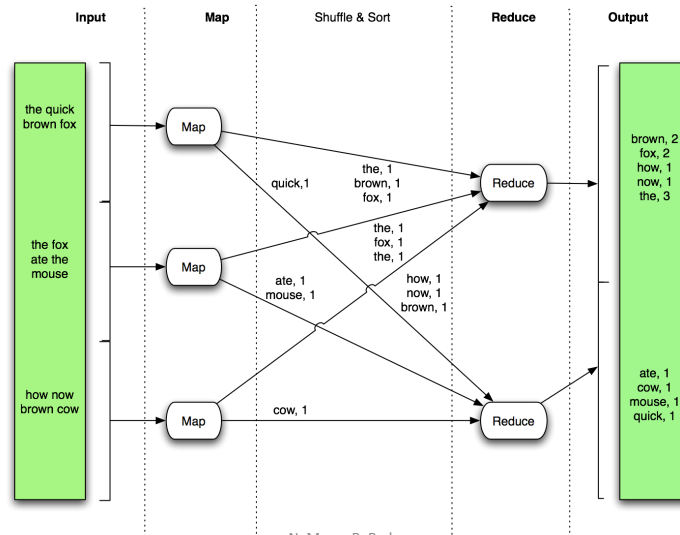 Input
Map
Shuffle & Sort
Reduce
Output
the quick
brown fox
the fox
ate the
mouse
how now
brown cow
Map
Map
Map
quick,1
the, 1
brown, 1
fox, 1
the, 1
fox, 1
the, 1
ate, 1
mouse, 1
how, 1
now, 1
brown, 1
cow, 1
Reduce
Reduce
brown, 2
fox, 2
how, 1
now, 1
the, 3
ate, 1
cow, 1
mouse, 1
quick, 1